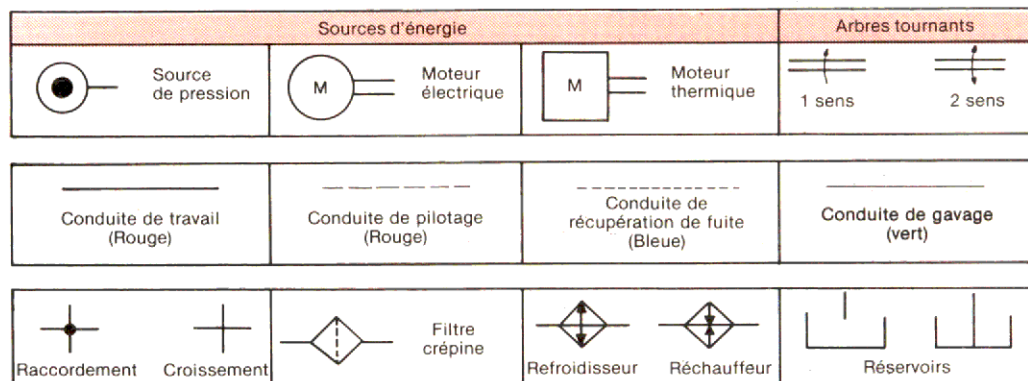 Sources d'énergie
Arbres tournants
Source
de pression
M
Moteur
électrique
M
Moteur
thermique
1 sens
2 sens
Conduite de travail
(Rouge)
Conduite de pilotage
(Rouge)
Conduite de
récupération de fuite
(Bleue)
Conduite de gavage
(vert)
Raccordement
Croissement
Filtre
crépine
Refroidisseur
Réchauffeur
Réservoirs